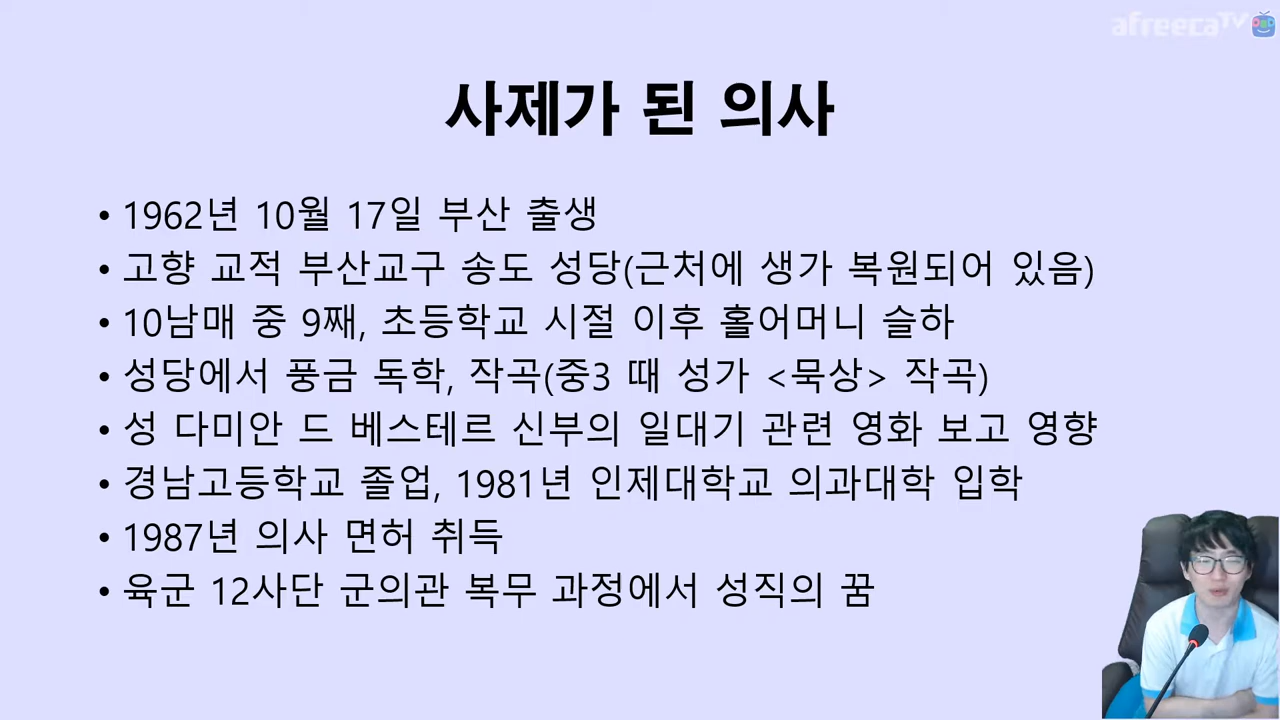 afreecaTV
사제가 된 의사
• 1962년 10월 17일 부산 출생
• 고향 교적 부산교구 송도 성당(근처에 생가 복원되어 있음)
• 10남매 중 9째, 초등학교 시절 이후 홀어머니 슬하
• 성당에서 풍금 독학, 작곡(중3 때 성가 <묵상> 작곡)
• 성 다미안 드 베스테르 신부의 일대기 관련 영화 보고 영향
• 경남고등학교 졸업, 1981년 인제대학교 의과대학 입학
• 1987년 의사 면허 취득
• 육군 12사단 군의관 복무 과정에서 성직의 꿈